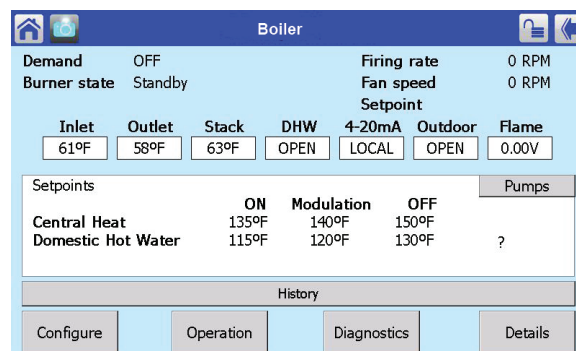 Boiler
Demand OFF Firing rate 0 RPM
Burner state Standby Fan speed 0 RPM
Setpoint
Inlet Outlet Stack DHW 4-20mA Outdoor Flame
61ºF 58ºF 63ºF OPEN LOCAL OPEN 0.00V
Setpoints Pumps
ON Modulation OFF
Central Heat 135ºF 140ºF 150ºF
Domestic Hot Water 115ºF 120ºF 130ºF ?
History
Configure Operation Diagnostics Details